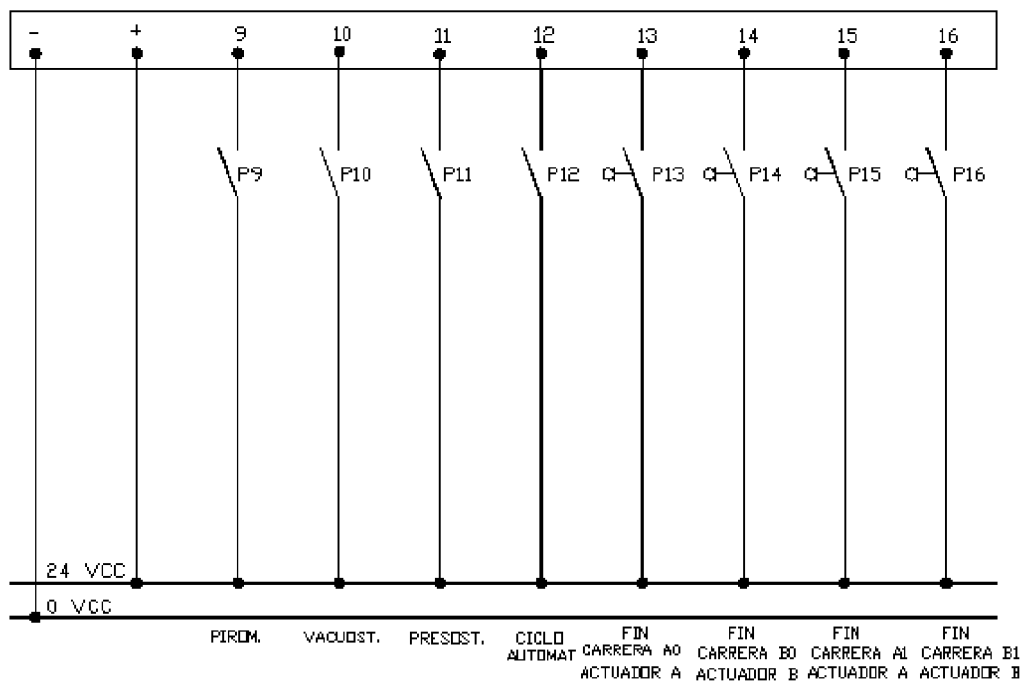 - + 9 10 11 12 13 14 15 16
P9 P10 P11 P12 P13 P14 P15 P16
24 VCC
0 VCC
PIROM. VACUOST. PRESOST. CICLO AUTOMAT
FIN CARRERA A0 ACTUADOR A
FIN CARRERA B0 ACTUADOR B
FIN CARRERA A1 ACTUADOR A
FIN CARRERA B1 ACTUADOR B